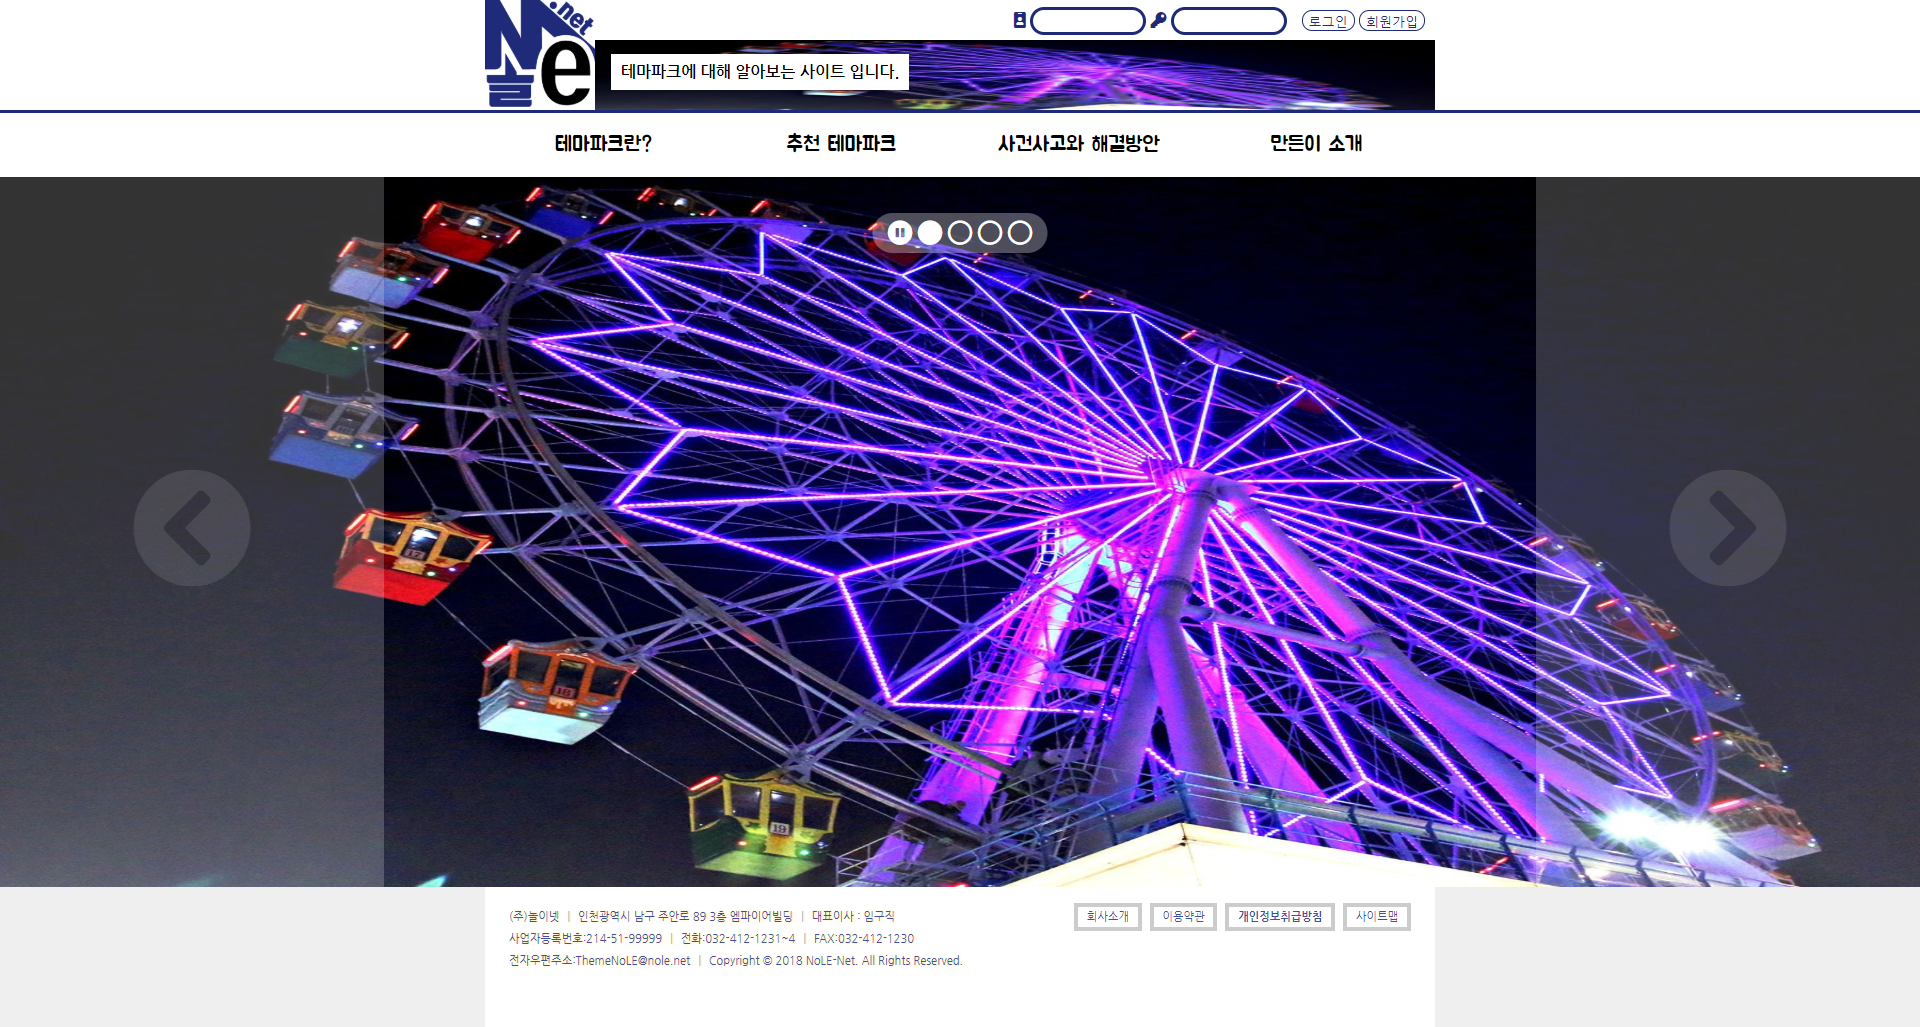 .net
Ne
놀
로그인 회원가입
테마파크에 대해 알아보는 사이트 입니다.
테마파크란? 추천 테마파크 사건사고와 해결방안 만든이 소개
17
18
19
(주)놀이넷 | 인천광역시 남구 주안로 89 3층 엠파이어빌딩 | 대표이사 : 임구직
회사소개 이용약관 개인정보취급방침 사이트맵
사업자등록번호:214-51-99999 | 전화:032-412-1231~4 | FAX:032-412-1230
전자우편주소:ThemeNoLE@nole.net | Copyright © 2018 NoLE-Net. All Rights Reserved.